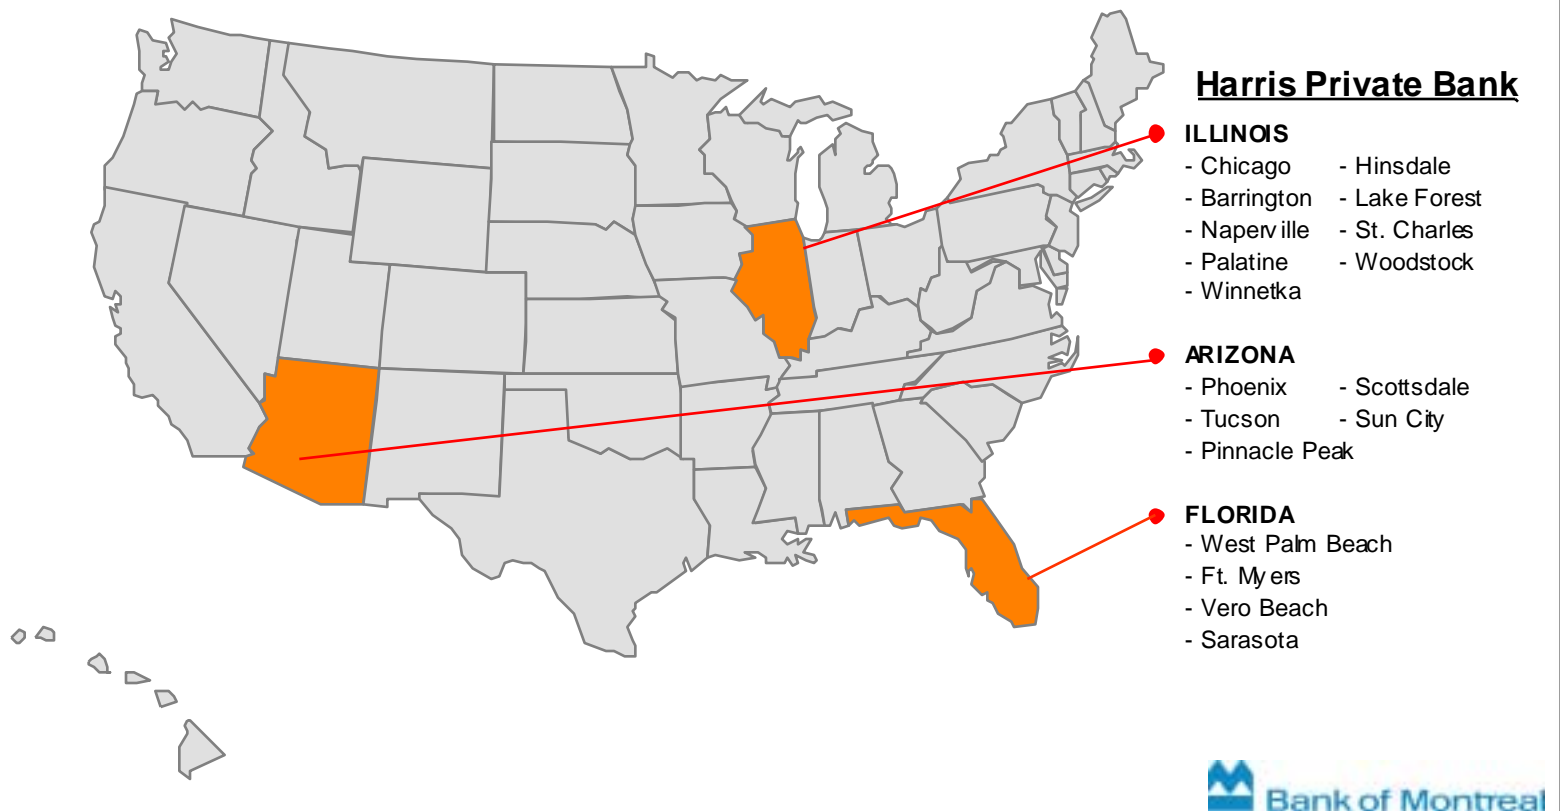 Harris Private Bank
ILLINOIS
- Chicago - Hinsdale
- Barrington - Lake Forest
- Naperville - St. Charles
- Palatine - Woodstock
- Winnetka
ARIZONA
- Phoenix - Scottsdale
- Tucson - Sun City
- Pinnacle Peak
FLORIDA
- West Palm Beach
- Ft. Myers
- Vero Beach
- Sarasota
Bank of Montreal